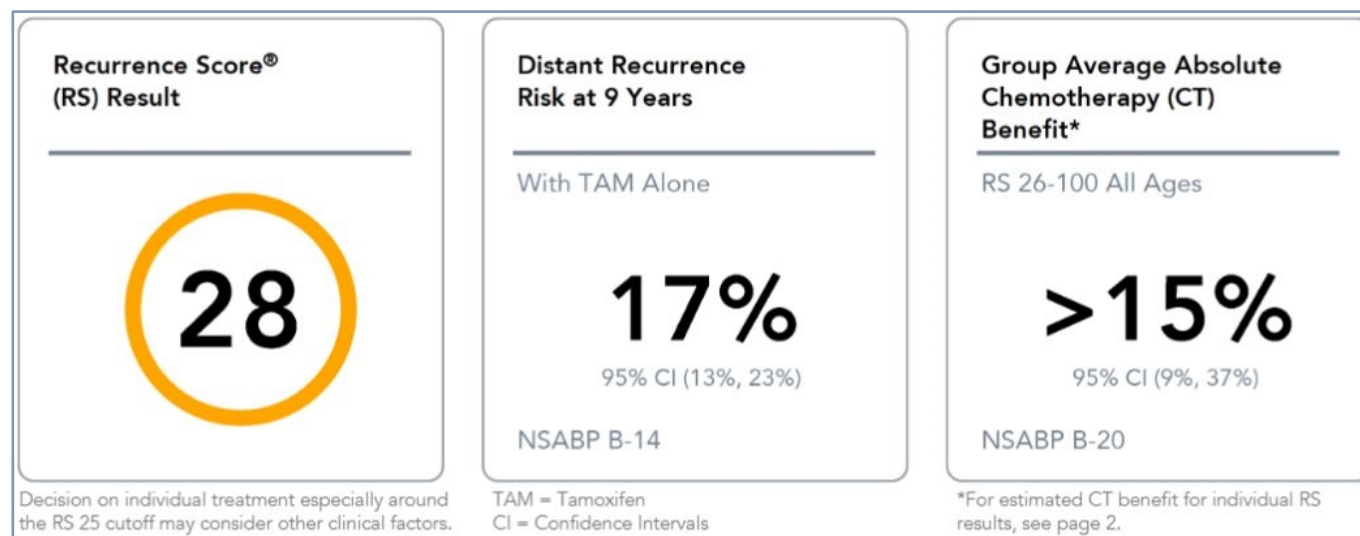 Recurrence Score®
(RS) Result
28
Decision on individual treatment especially around
the RS 25 cutoff may consider other clinical factors.
Distant Recurrence
Risk at 9 Years
With TAM Alone
17%
95% CI (13%, 23%)
NSABP B-14
TAM = Tamoxifen
CI = Confidence Intervals
Group Average Absolute
Chemotherapy (CT)
Benefit*
RS 26-100 All Ages
>15%
95% CI (9%, 37%)
NSABP B-20
*For estimated CT benefit for individual RS
results, see page 2.